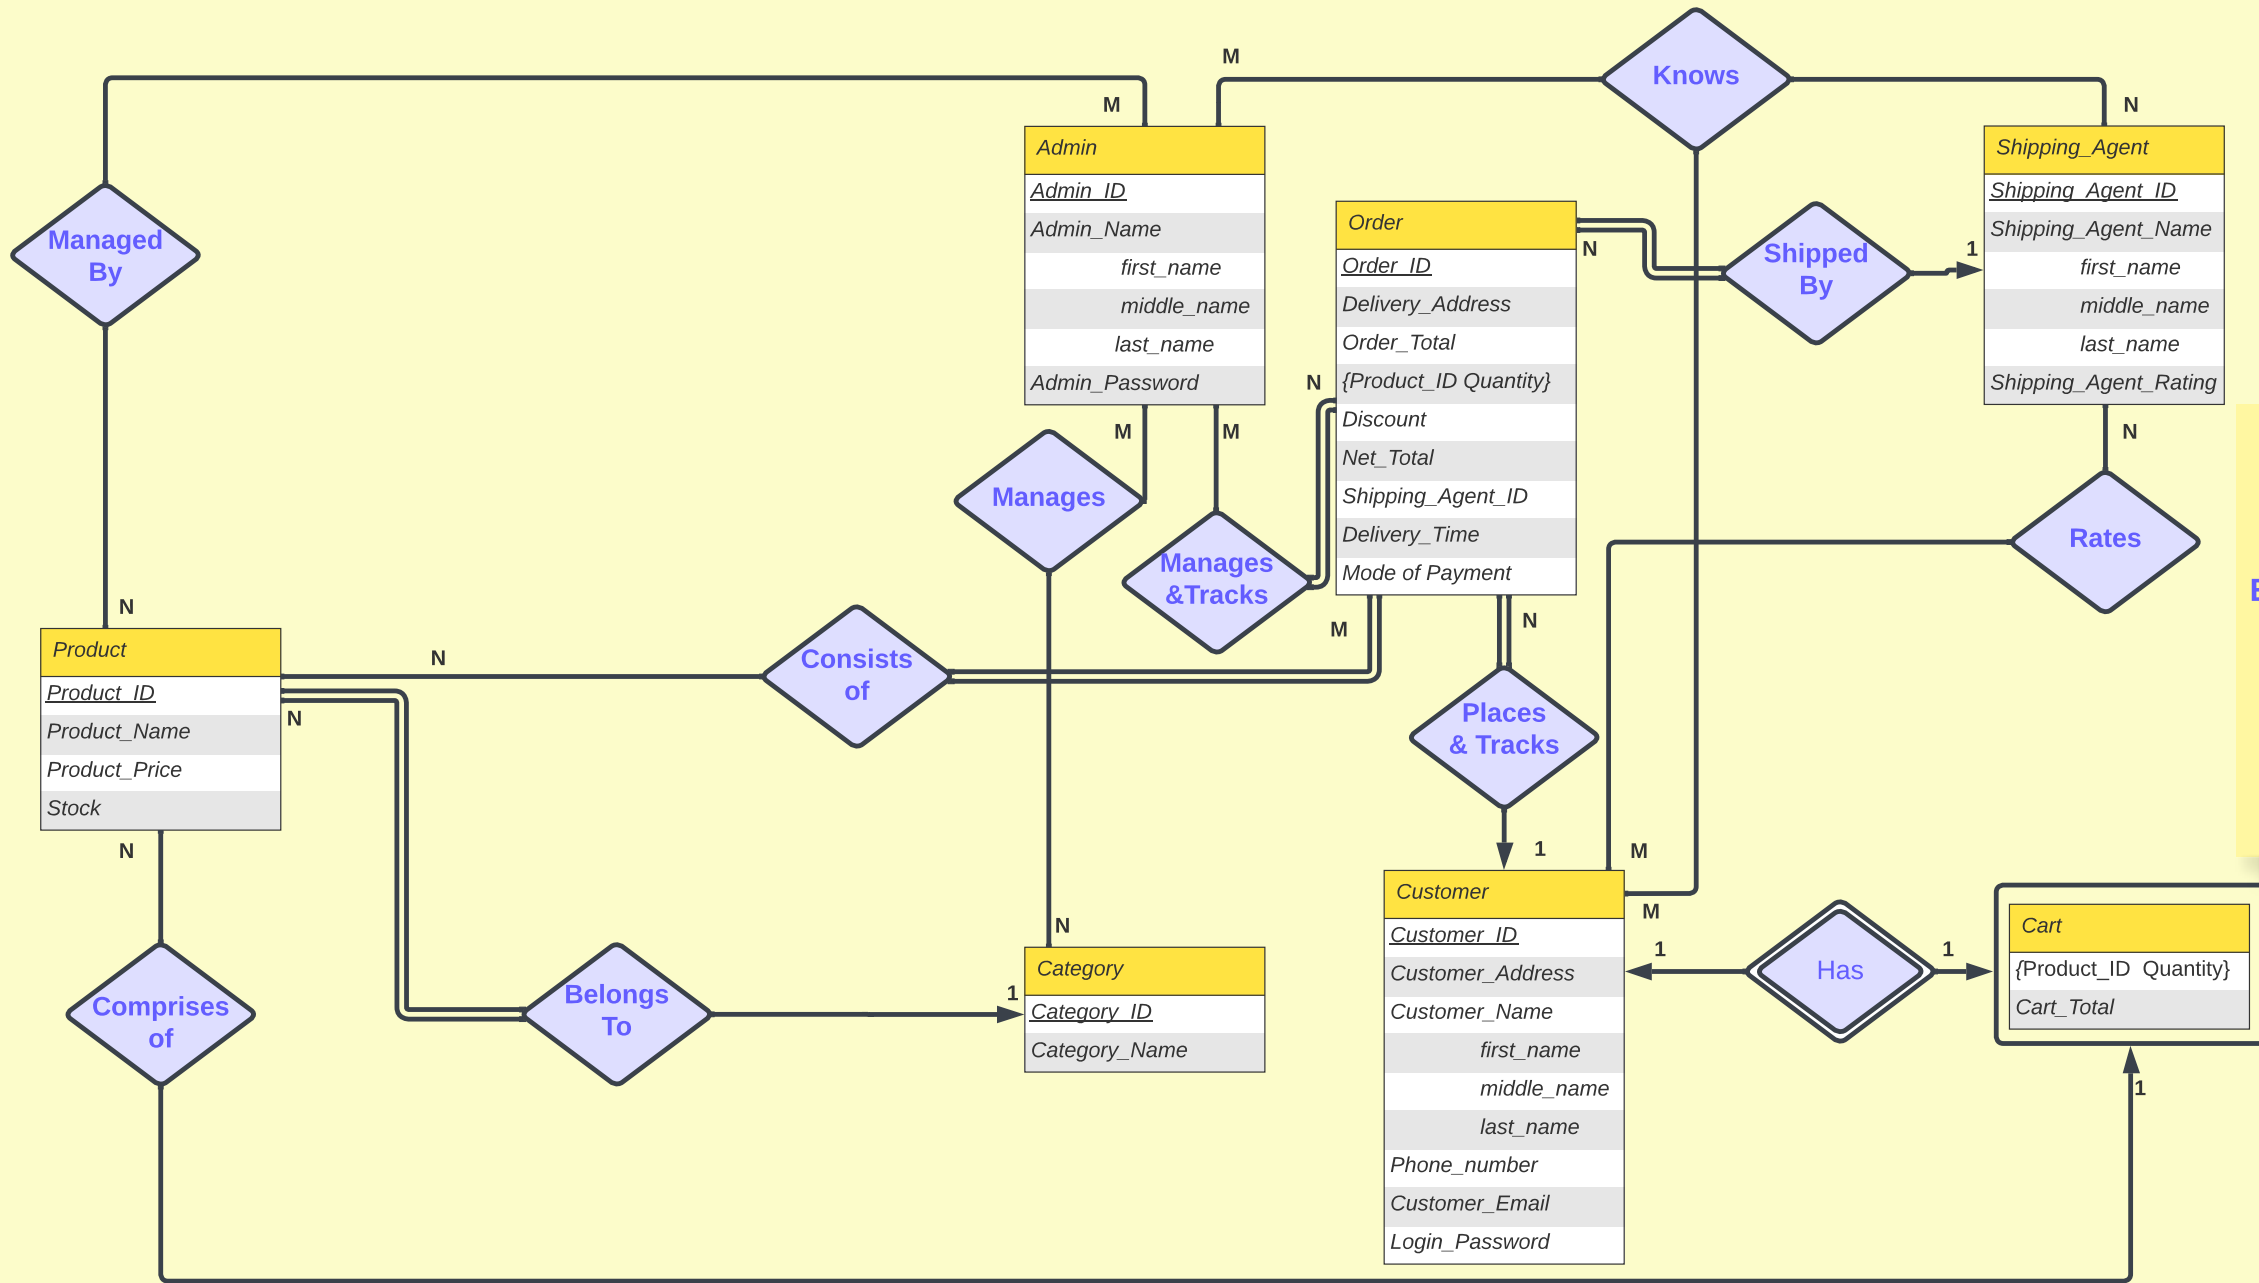 M
Knows
M
N
Admin
Admin_ID
Admin_Name
first_name
middle_name
last_name
Admin_Password
Shipping_Agent
Shipping_Agent_ID
Shipping_Agent_Name
first_name
middle_name
last_name
Shipping_Agent_Rating
Managed
By
Order
Order_ID
Delivery_Address
Order_Total
{Product_ID Quantity}
Discount
Net_Total
Shipping_Agent_ID
Delivery_Time
Mode of Payment
N
Shipped
By
1
N
M
M
N
Manages
Manages
&Tracks
Rates
N
M
N
Product
Product_ID
Product_Name
Product_Price
Stock
N
N
Consists
of
Places
& Tracks
N
1
M
Customer
Customer_ID
Customer_Address
Customer_Name
first_name
middle_name
last_name
Phone_number
Customer_Email
Login_Password
M
N
1
Has
1
Cart
{Product_ID  Quantity}
Cart_Total
Category
Category_ID
Category_Name
Comprises
of
Belongs
To
1
1